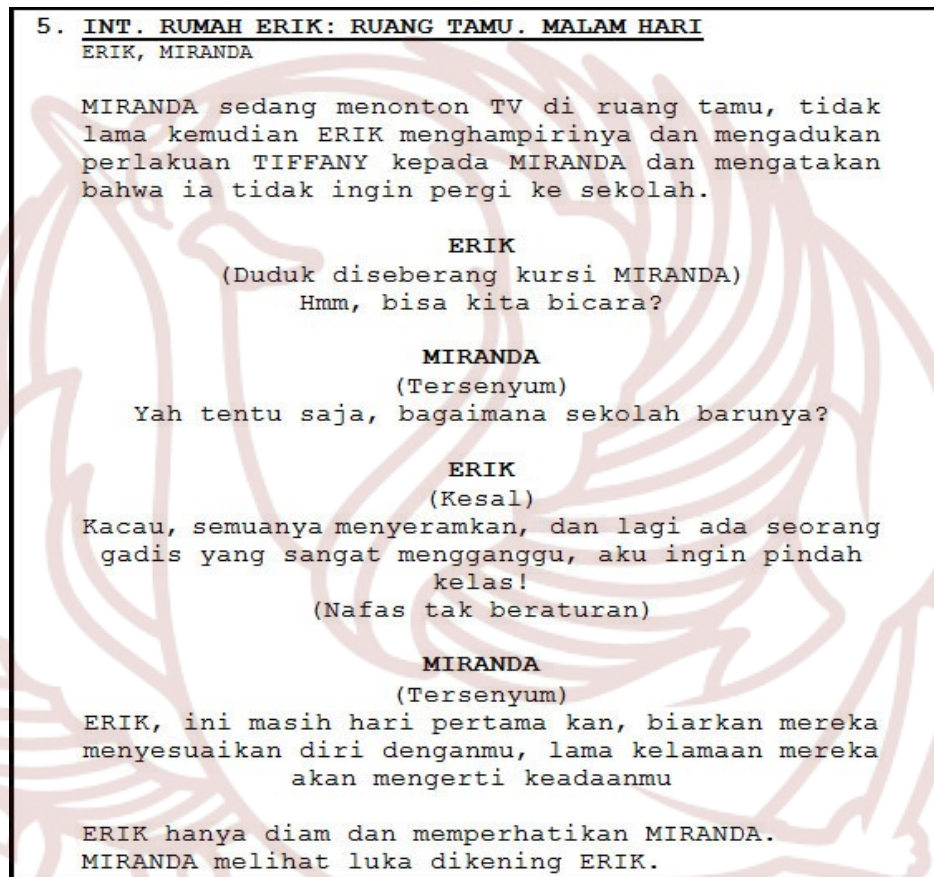 5. INT. RUMAH ERIK: RUANG TAMU. MALAM HARI
ERIK, MIRANDA
MIRANDA sedang menonton TV di ruang tamu, tidak
lama kemudian ERIK menghampirinya dan mengadukan
perlakuan TIFFANY kepada MIRANDA dan mengatakan
bahwa ia tidak ingin pergi ke sekolah.
ERIK
(Duduk diseberang kursi MIRANDA)
Hmm, bisa kita bicara?
MIRANDA
(Tersenyum)
Yah tentu saja, bagaimana sekolah barunya?
ERIK
(Kesal)
Kacau, semuanya menyeramkan, dan lagi ada seorang
gadis yang sangat mengganggu, aku ingin pindah
kelas!
(Nafas tak beraturan)
MIRANDA
(Tersenyum)
ERIK, ini masih hari pertama kan, biarkan mereka
menyesuaikan diri denganmu, lama kelamaan mereka
akan mengerti keadaanmu
ERIK hanya diam dan memperhatikan MIRANDA.
MIRANDA melihat luka dikening ERIK.